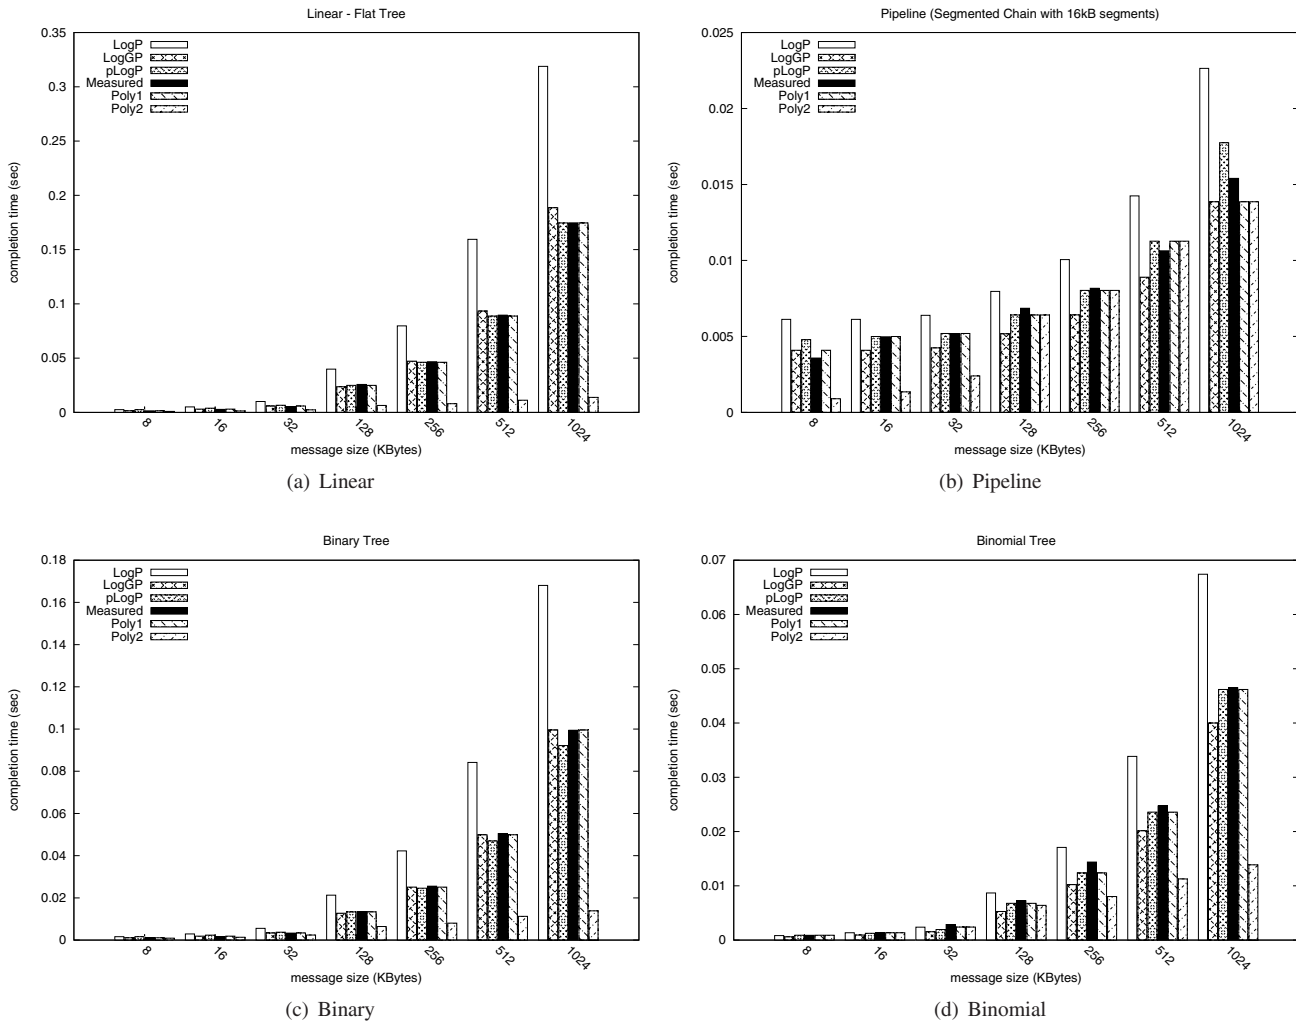 Linear - Flat Tree
completion time (sec)
0.35
0.3
0.25
0.2
0.15
0.1
0.05
0
LogP
LogGP
pLogP
Measured
Poly1
Poly2
8
16
32
128
256
512
1024
message size (KBytes)
(a) Linear
Pipeline (Segmented Chain with 16kB segments)
completion time (sec)
0.025
0.02
0.015
0.01
0.005
0
LogP
LogGP
pLogP
Measured
Poly1
Poly2
8
16
32
128
256
512
1024
message size (KBytes)
(b) Pipeline
Binary Tree
completion time (sec)
0.18
0.16
0.14
0.12
0.1
0.08
0.06
0.04
0.02
0
LogP
LogGP
pLogP
Measured
Poly1
Poly2
8
16
32
128
256
512
1024
message size (KBytes)
(c) Binary
Binomial Tree
completion time (sec)
0.07
0.06
0.05
0.04
0.03
0.02
0.01
0
LogP
LogGP
pLogP
Measured
Poly1
Poly2
8
16
32
128
256
512
1024
message size (KBytes)
(d) Binomial